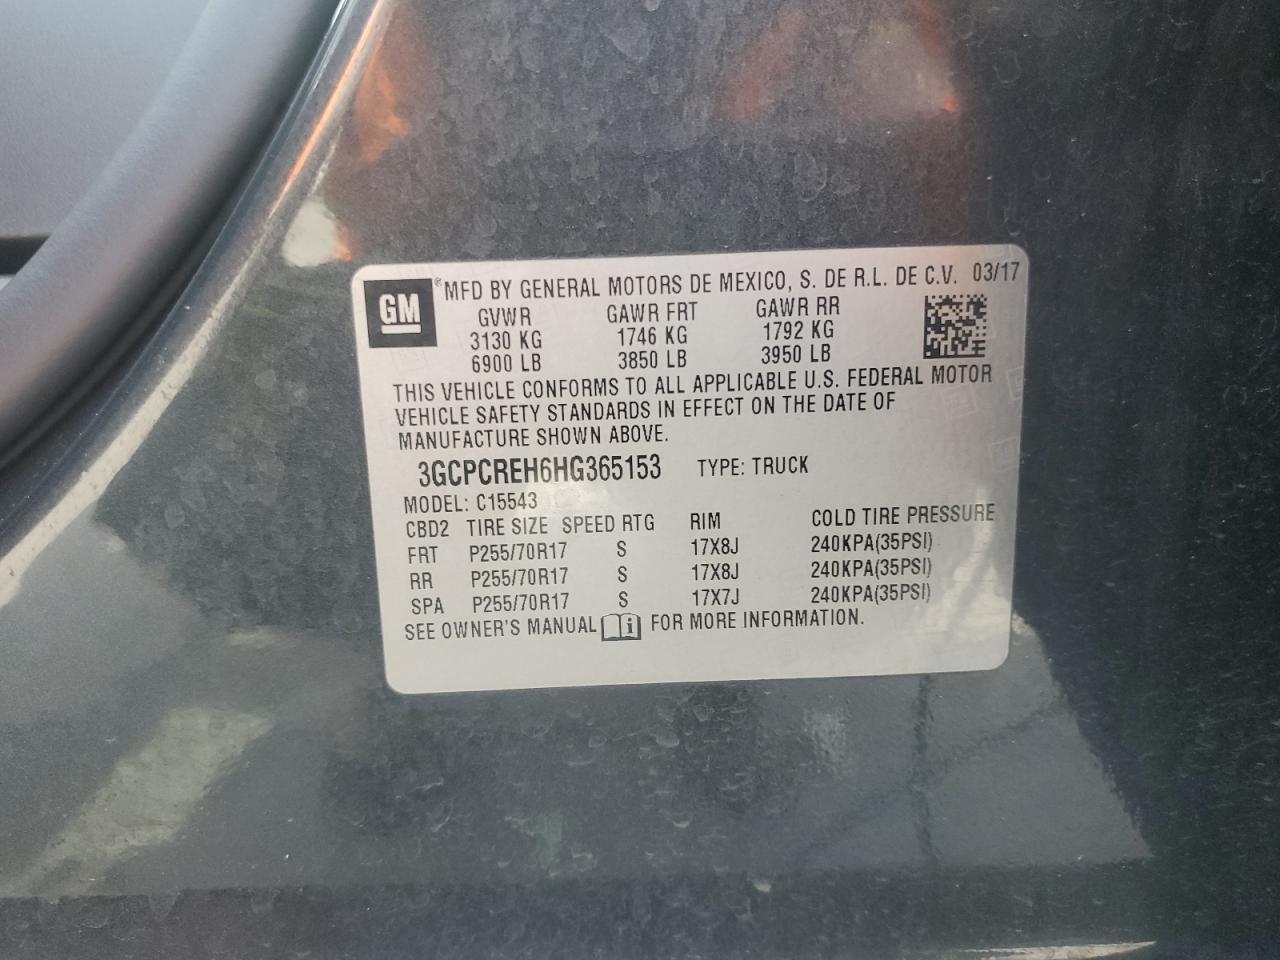 GM ® MFD BY GENERAL MOTORS DE MEXICO, S. DE R.L. DE C.V. 03/17
GVWR GAWR FRT GAWR RR
3130 KG 1746 KG 1792 KG
6900 LB 3850 LB 3950 LB
THIS VEHICLE CONFORMS TO ALL APPLICABLE U.S. FEDERAL MOTOR
VEHICLE SAFETY STANDARDS IN EFFECT ON THE DATE OF
MANUFACTURE SHOWN ABOVE.
3GCPCREH6HG365153 TYPE: TRUCK
MODEL: C15543
CBD2 TIRE SIZE SPEED RTG RIM COLD TIRE PRESSURE
FRT P255/70R17 S 17X8J 240KPA(35PSI)
RR P255/70R17 S 17X8J 240KPA(35PSI)
SPA P255/70R17 S 17X7J 240KPA(35PSI)
SEE OWNER'S MANUAL i FOR MORE INFORMATION.